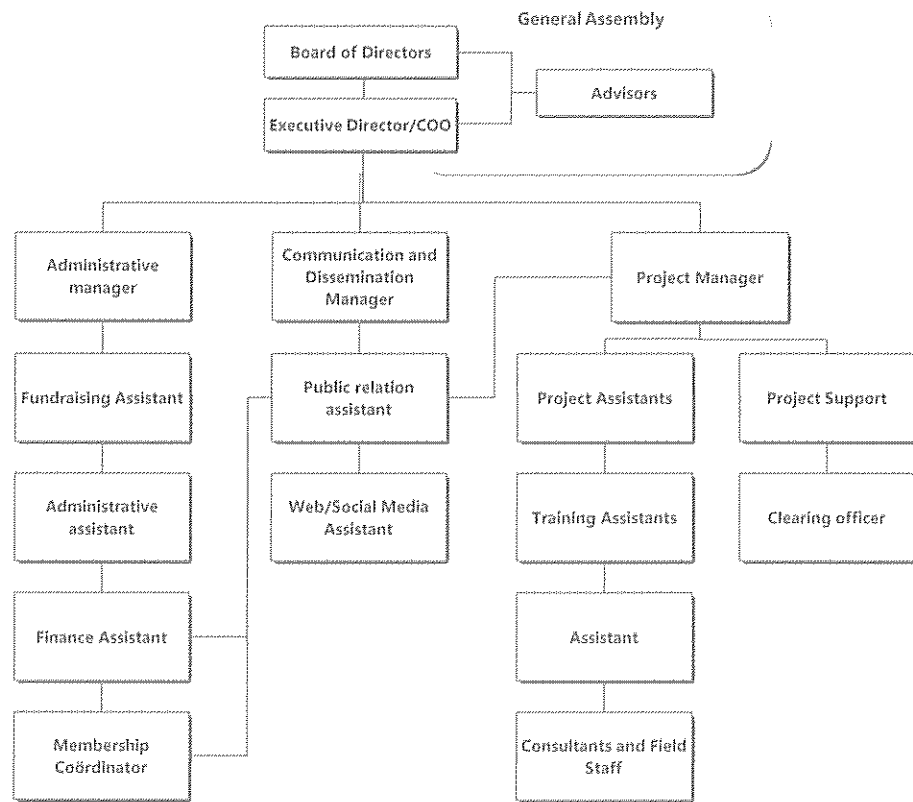 General Assembly
Board of Directors
Advisors
Executive Director/COO
Administrative
manager
Communication and
Dissemination
Manager
Project Manager
Fundraising Assistant
Public relation
assistant
Project Assistants
Project Support
Administrative
assistant
Web/Social Media
Assistant
Training Assistants
Clearing officer
Finance Assistant
Assistant
Membership
Coördinator
Consultants and Field
Staff